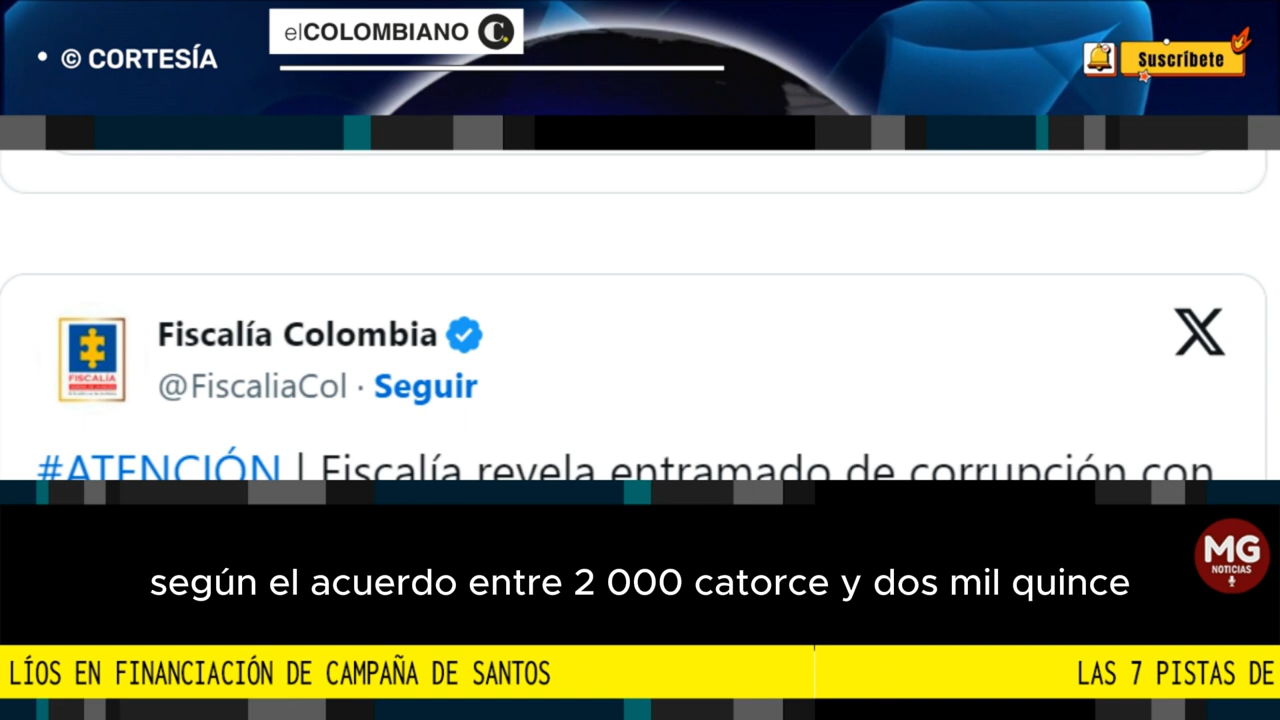 • © CORTESÍA
elCOLOMBIANO C.
Suscríbete
Fiscalía Colombia
@FiscaliaCol · Seguir
FISCALÍA
#ATENCIÓN | Fiscalía revela entramado de corrupción con
según el acuerdo entre 2 000 catorce y dos mil quince
MG
NOTICIAS
LÍOS EN FINANCIACIÓN DE CAMPAÑA DE SANTOS
LAS 7 PISTAS DE